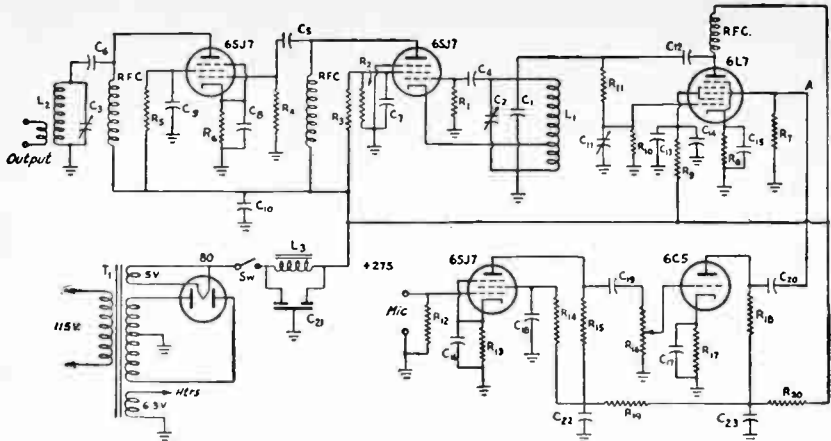 6SJ7
C5
6SJ7
C12
RFC.
6L7
C6
L2
C3
RFC
R5
C9
R6
C8
R4
RFC
R3
R2
C7
R1
C4
C2
C1
L1
R11
C11
R10
C13
C14
R9
R8
C15
R7
A
Output
C10
T1
5V
80
Sw
L3
+275
C21
115V.
Htrs
6.3V
6SJ7
6C5
Mic
R12
C16
R13
C18
R14
R15
C19
R16
C17
R17
R18
C20
C22
R19
C23
R20